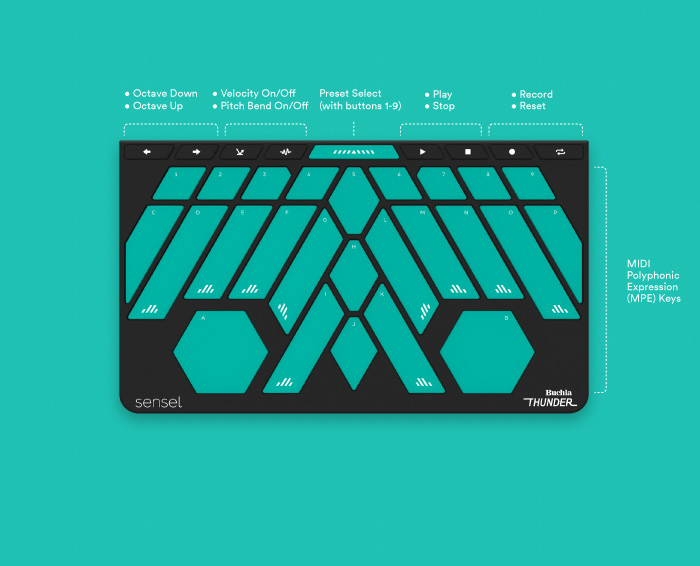 • Octave Down
• Octave Up
• Velocity On/Off
• Pitch Bend On/Off
Preset Select
(with buttons 1-9)
• Play
• Stop
• Record
• Reset
1 2 3 4 5 6 7 8 9
C D E F G L M N O P
H
I K
J
A B
MIDI
Polyphonic
Expression
(MPE) Keys
sensel
Buchla
THUNDER